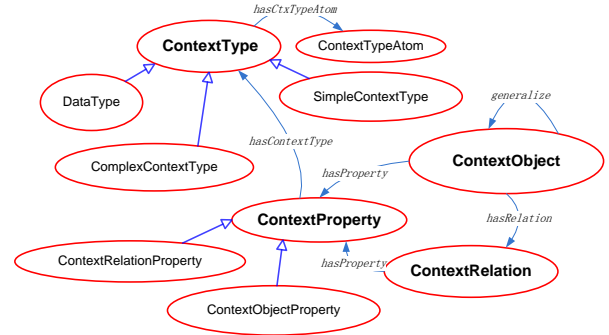 hasCtxTypeAtom
ContextType
ContextTypeAtom
DataType
SimpleContextType
generalize
hasContextType
ComplexContextType
ContextObject
hasProperty
ContextProperty
hasRelation
ContextRelationProperty
hasProperty
ContextRelation
ContextObjectProperty